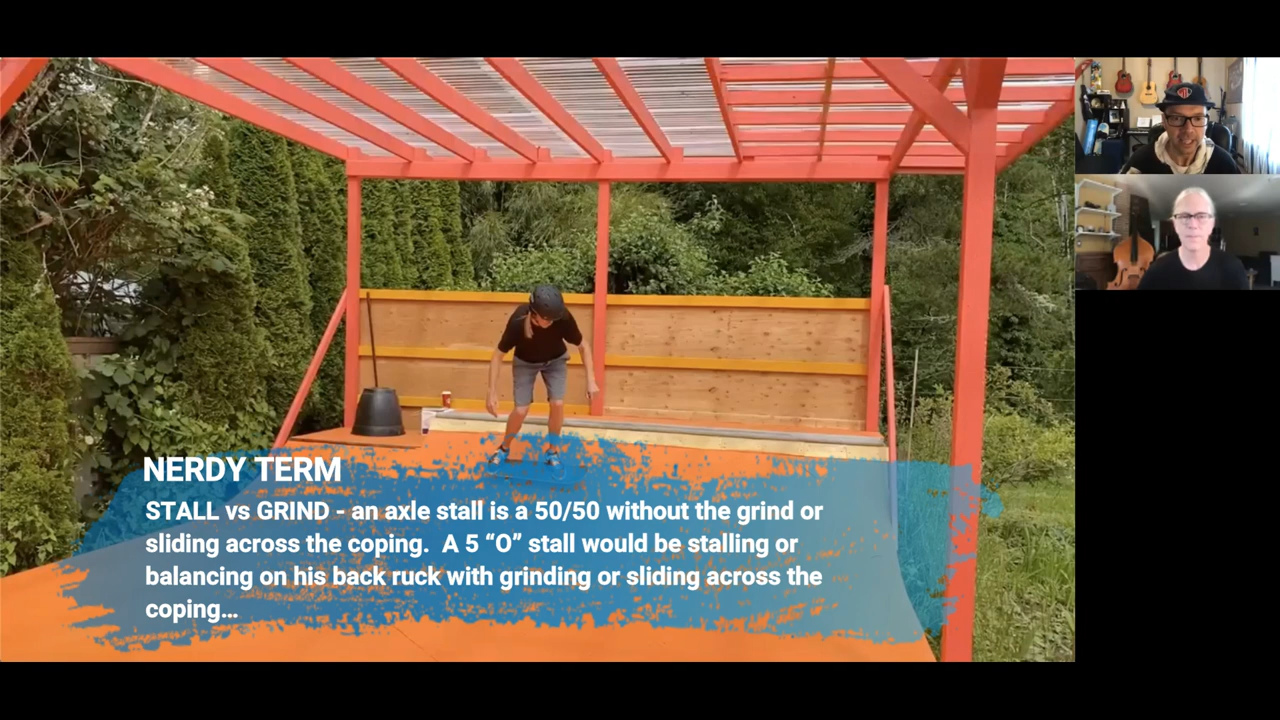 NERDY TERM
STALL vs GRIND - an axle stall is a 50/50 without the grind or
sliding across the coping. A 5 “O” stall would be stalling or
balancing on his back ruck with grinding or sliding across the
coping...